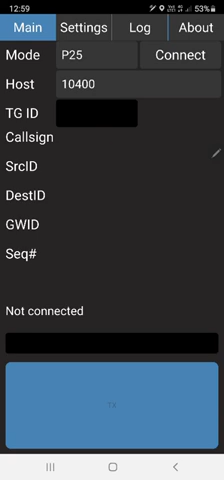 12:59 53%
Main Settings Log About
Mode P25 Connect
Host 10400
TG ID
Callsign
SrcID
DestID
GWID
Seq#
Not connected
TX